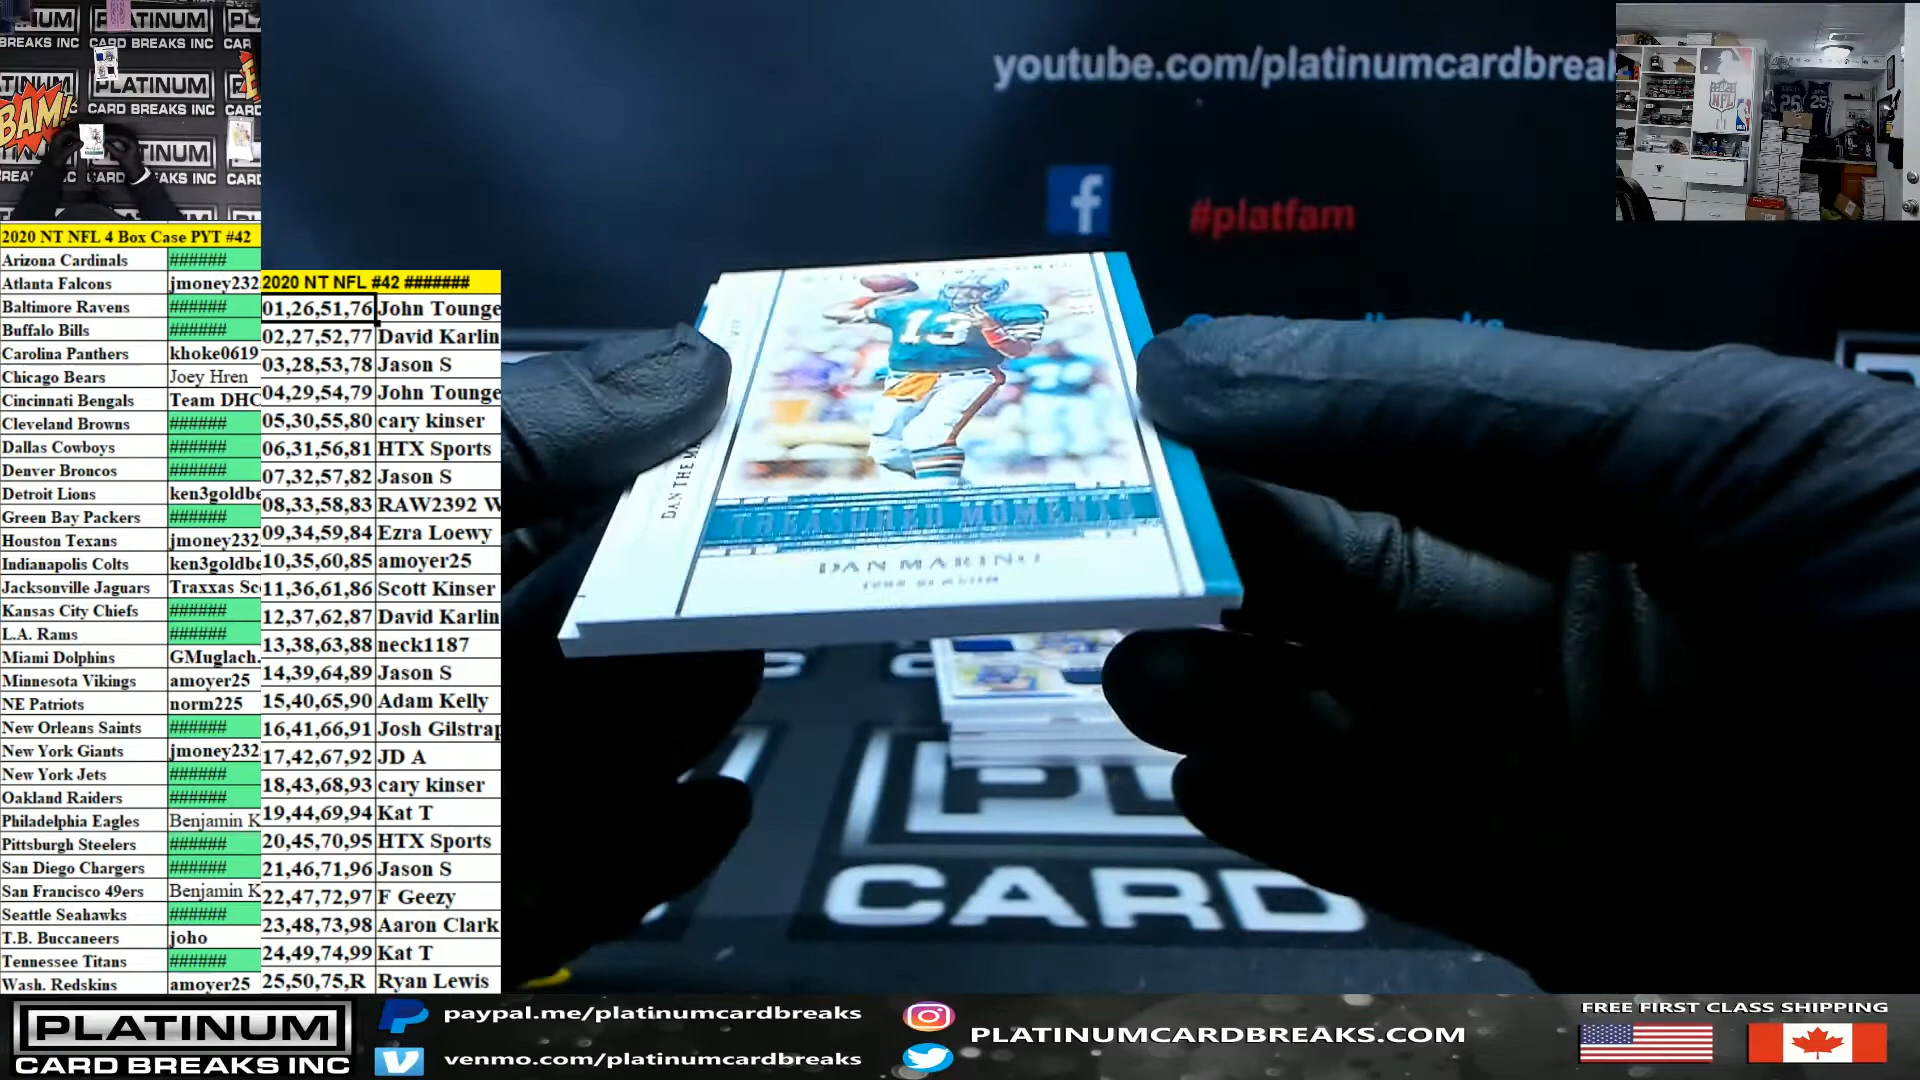 youtube.com/platinumcardbreal
#platfam
PLATINUM
CARD BREAKS INC
BAM!
NFL
26
25
2020 NT NFL 4 Box Case PYT #42
Arizona Cardinals ######
Atlanta Falcons jmoney232
Baltimore Ravens ######
Buffalo Bills ######
Carolina Panthers khoke0619
Chicago Bears Joey Hren
Cincinnati Bengals Team DHC
Cleveland Browns ######
Dallas Cowboys ######
Denver Broncos ######
Detroit Lions ken3goldbe
Green Bay Packers ######
Houston Texans jmoney232
Indianapolis Colts ken3goldbe
Jacksonville Jaguars Traxxas Sc
Kansas City Chiefs ######
L.A. Rams ######
Miami Dolphins GMuglach.
Minnesota Vikings amoyer25
NE Patriots norm225
New Orleans Saints ######
New York Giants jmoney232
New York Jets ######
Oakland Raiders ######
Philadelphia Eagles Benjamin K
Pittsburgh Steelers ######
San Diego Chargers ######
San Francisco 49ers Benjamin K
Seattle Seahawks ######
T.B. Buccaneers joho
Tennessee Titans ######
Wash. Redskins amoyer25
2020 NT NFL #42 #######
01,26,51,76 John Tounge
02,27,52,77 David Karlin
03,28,53,78 Jason S
04,29,54,79 John Tounge
05,30,55,80 cary kinser
06,31,56,81 HTX Sports
07,32,57,82 Jason S
08,33,58,83 RAW2392 W
09,34,59,84 Ezra Loewy
10,35,60,85 amoyer25
11,36,61,86 Scott Kinser
12,37,62,87 David Karlin
13,38,63,88 neck1187
14,39,64,89 Jason S
15,40,65,90 Adam Kelly
16,41,66,91 Josh Gilstrap
17,42,67,92 JD A
18,43,68,93 cary kinser
19,44,69,94 Kat T
20,45,70,95 HTX Sports
21,46,71,96 Jason S
22,47,72,97 F Geezy
23,48,73,98 Aaron Clark
24,49,74,99 Kat T
25,50,75,R Ryan Lewis
13
DAN THE MA
TREASURED MOMENTS
DAN MARINO
PL
CARD
PLATINUM
CARD BREAKS INC
paypal.me/platinumcardbreaks
venmo.com/platinumcardbreaks
PLATINUMCARDBREAKS.COM
FREE FIRST CLASS SHIPPING